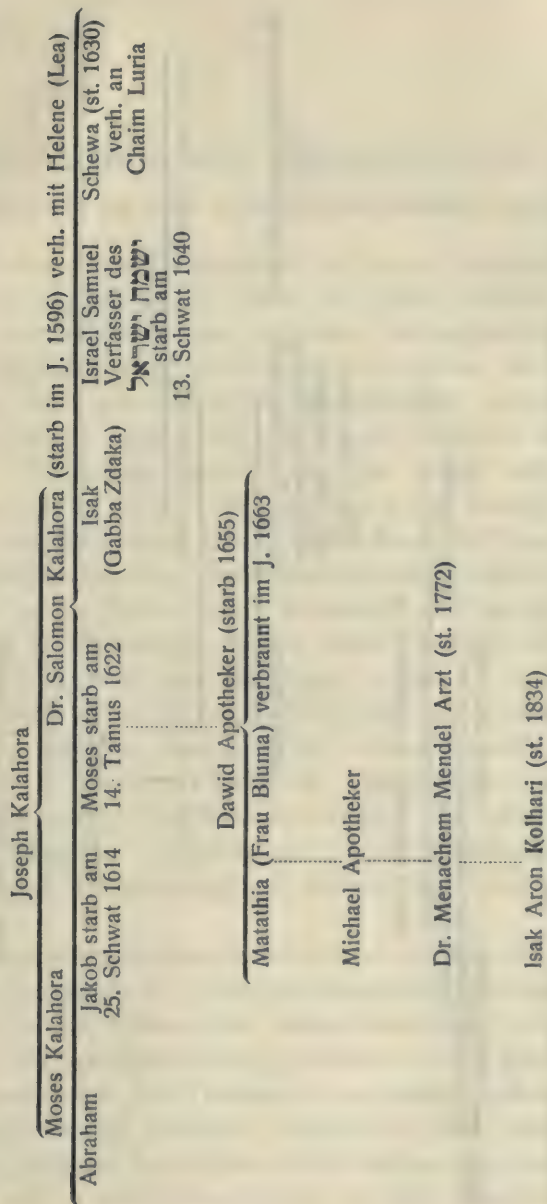 Joseph Kalahora
Moses Kalahora
Dr. Salomon Kalahora (starb im J. 1596) verh. mit Helene (Lea)
Abraham
Jakob starb am
25. Schwat 1614
Moses starb am
14. Tamus 1622
Isak
(Gabba Zdaka)
Israel Samuel
Verfasser des
ישמח ישראל
starb am
13. Schwat 1640
Schewa (st. 1630)
verh. an
Chaim Luria
Dawid Apotheker (starb 1655)
Matathia (Frau Bluma) verbrannt im J. 1663
Michael Apotheker
Dr. Menachem Mendel Arzt (st. 1772)
Isak Aron Kolhari (st. 1834)